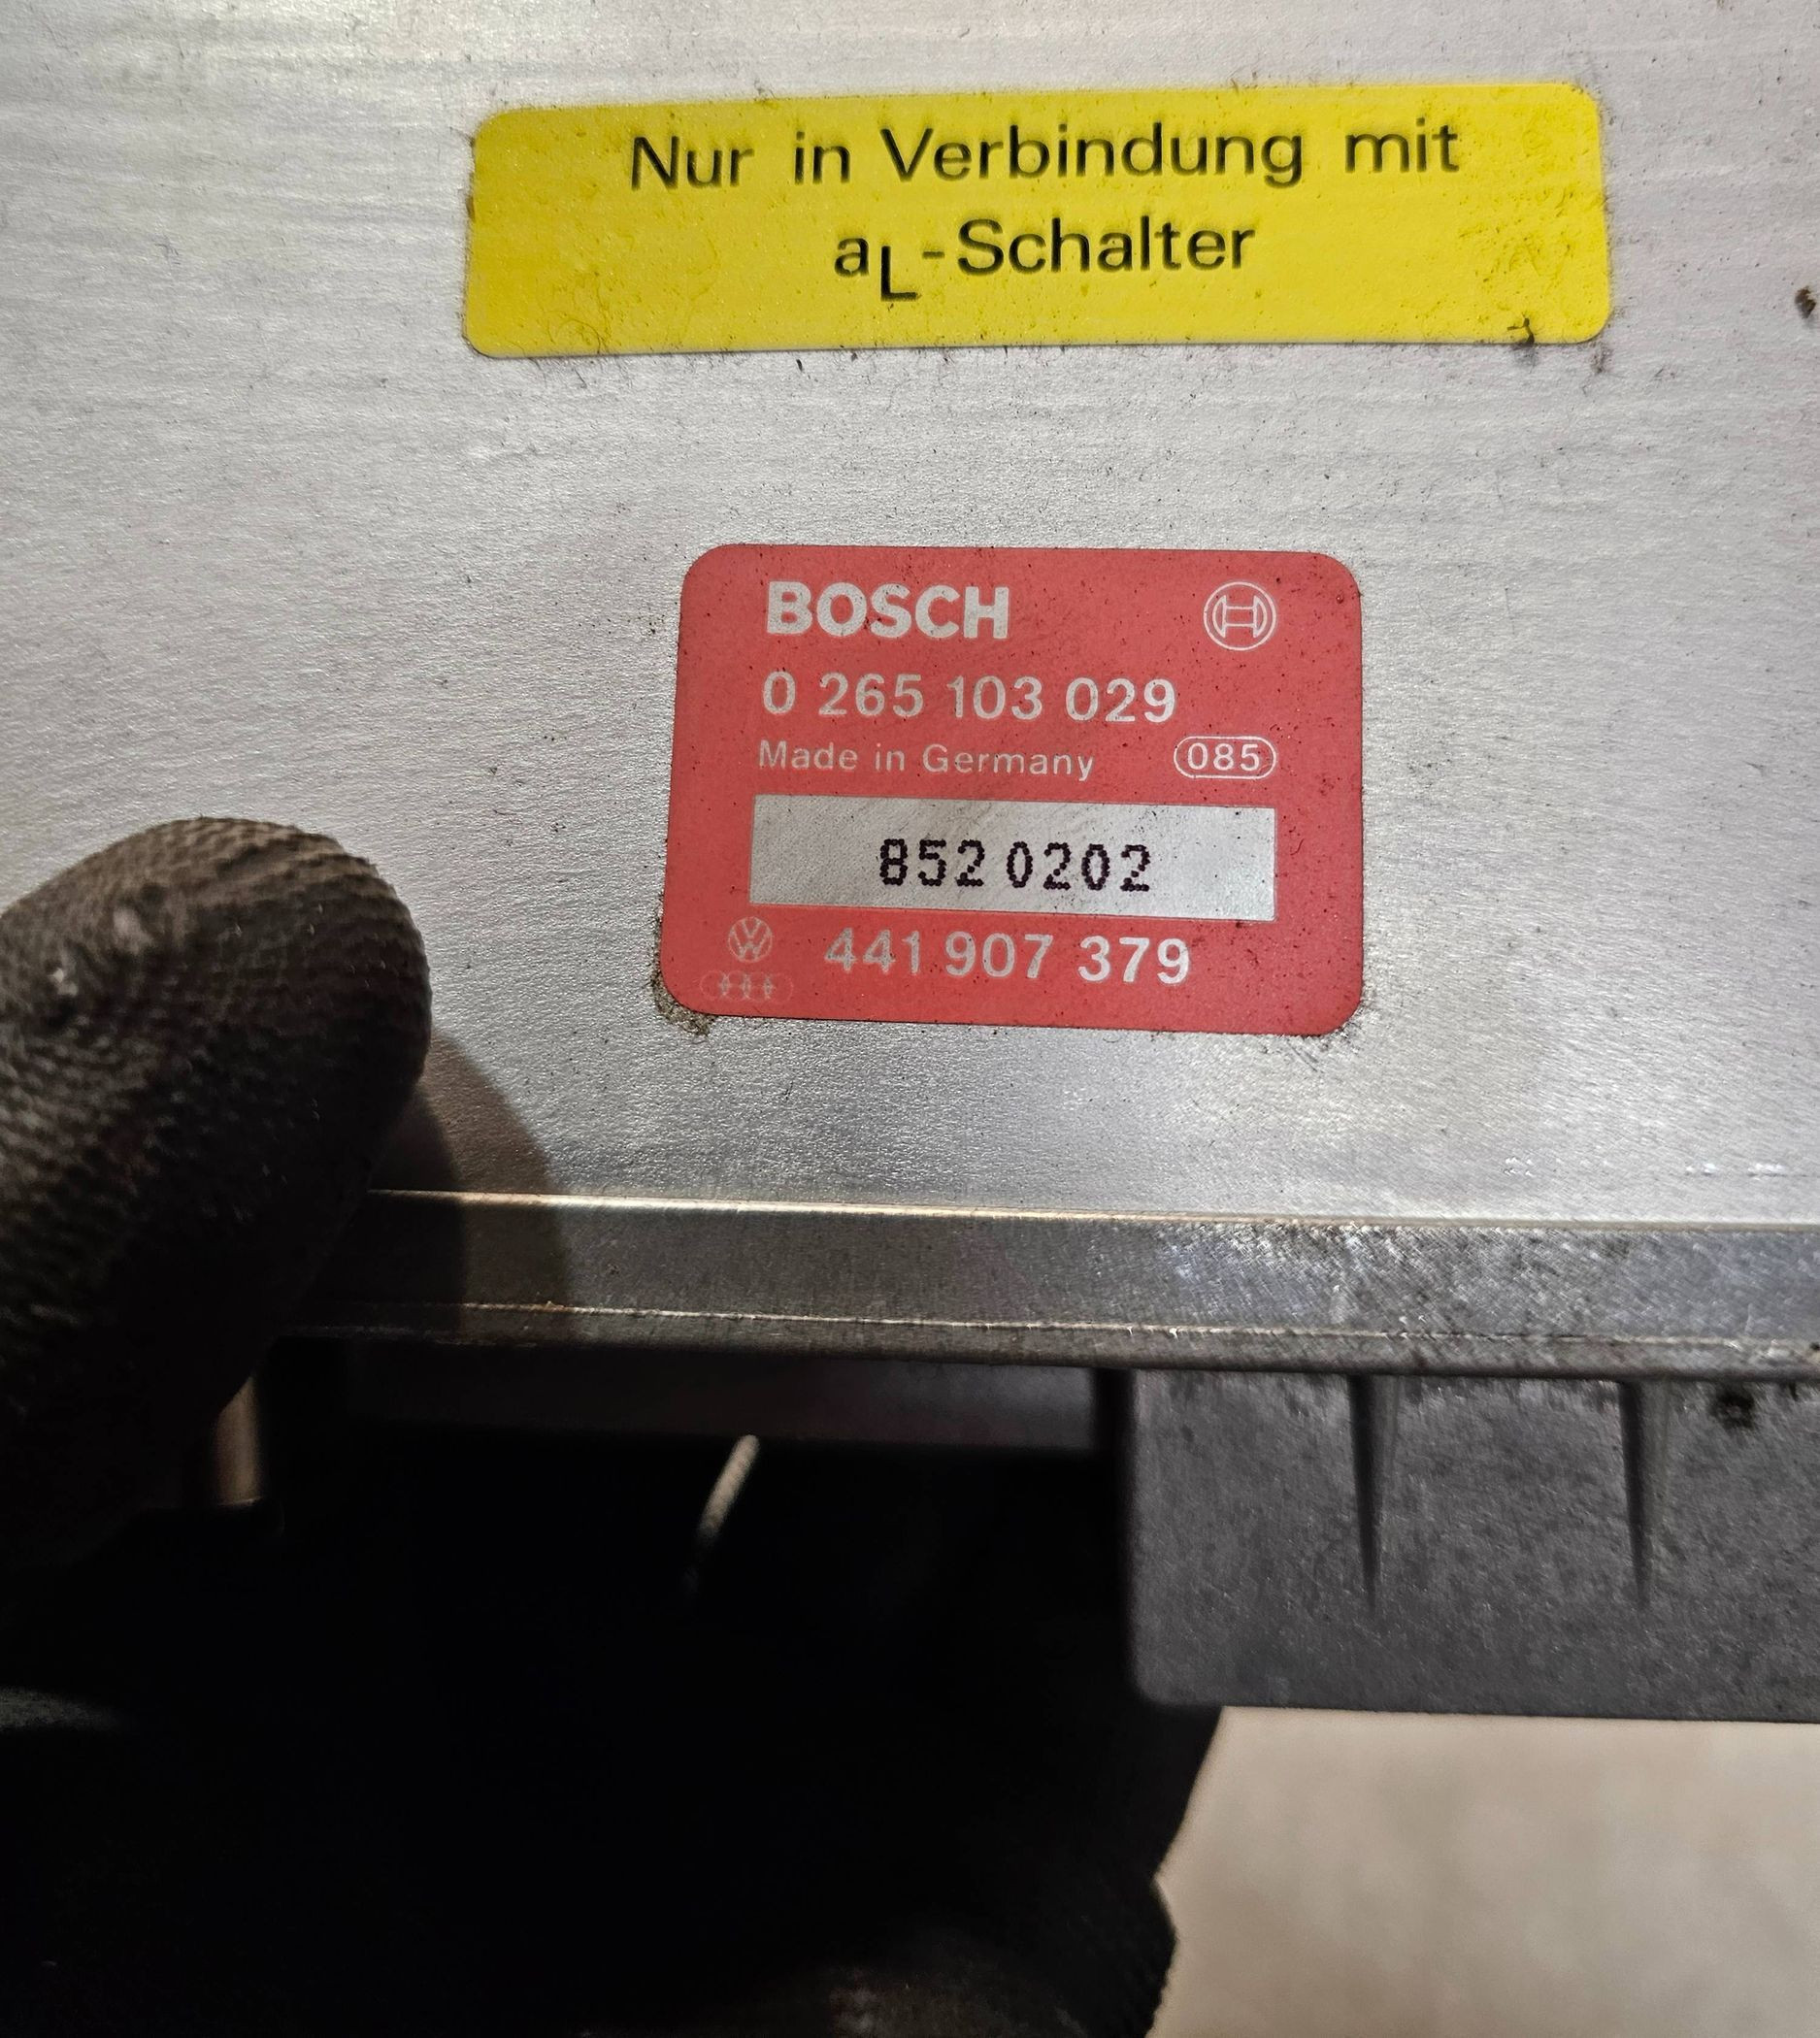 Nur in Verbindung mit
aL-Schalter
BOSCH
0 265 103 029
Made in Germany 085
852 0202
441 907 379